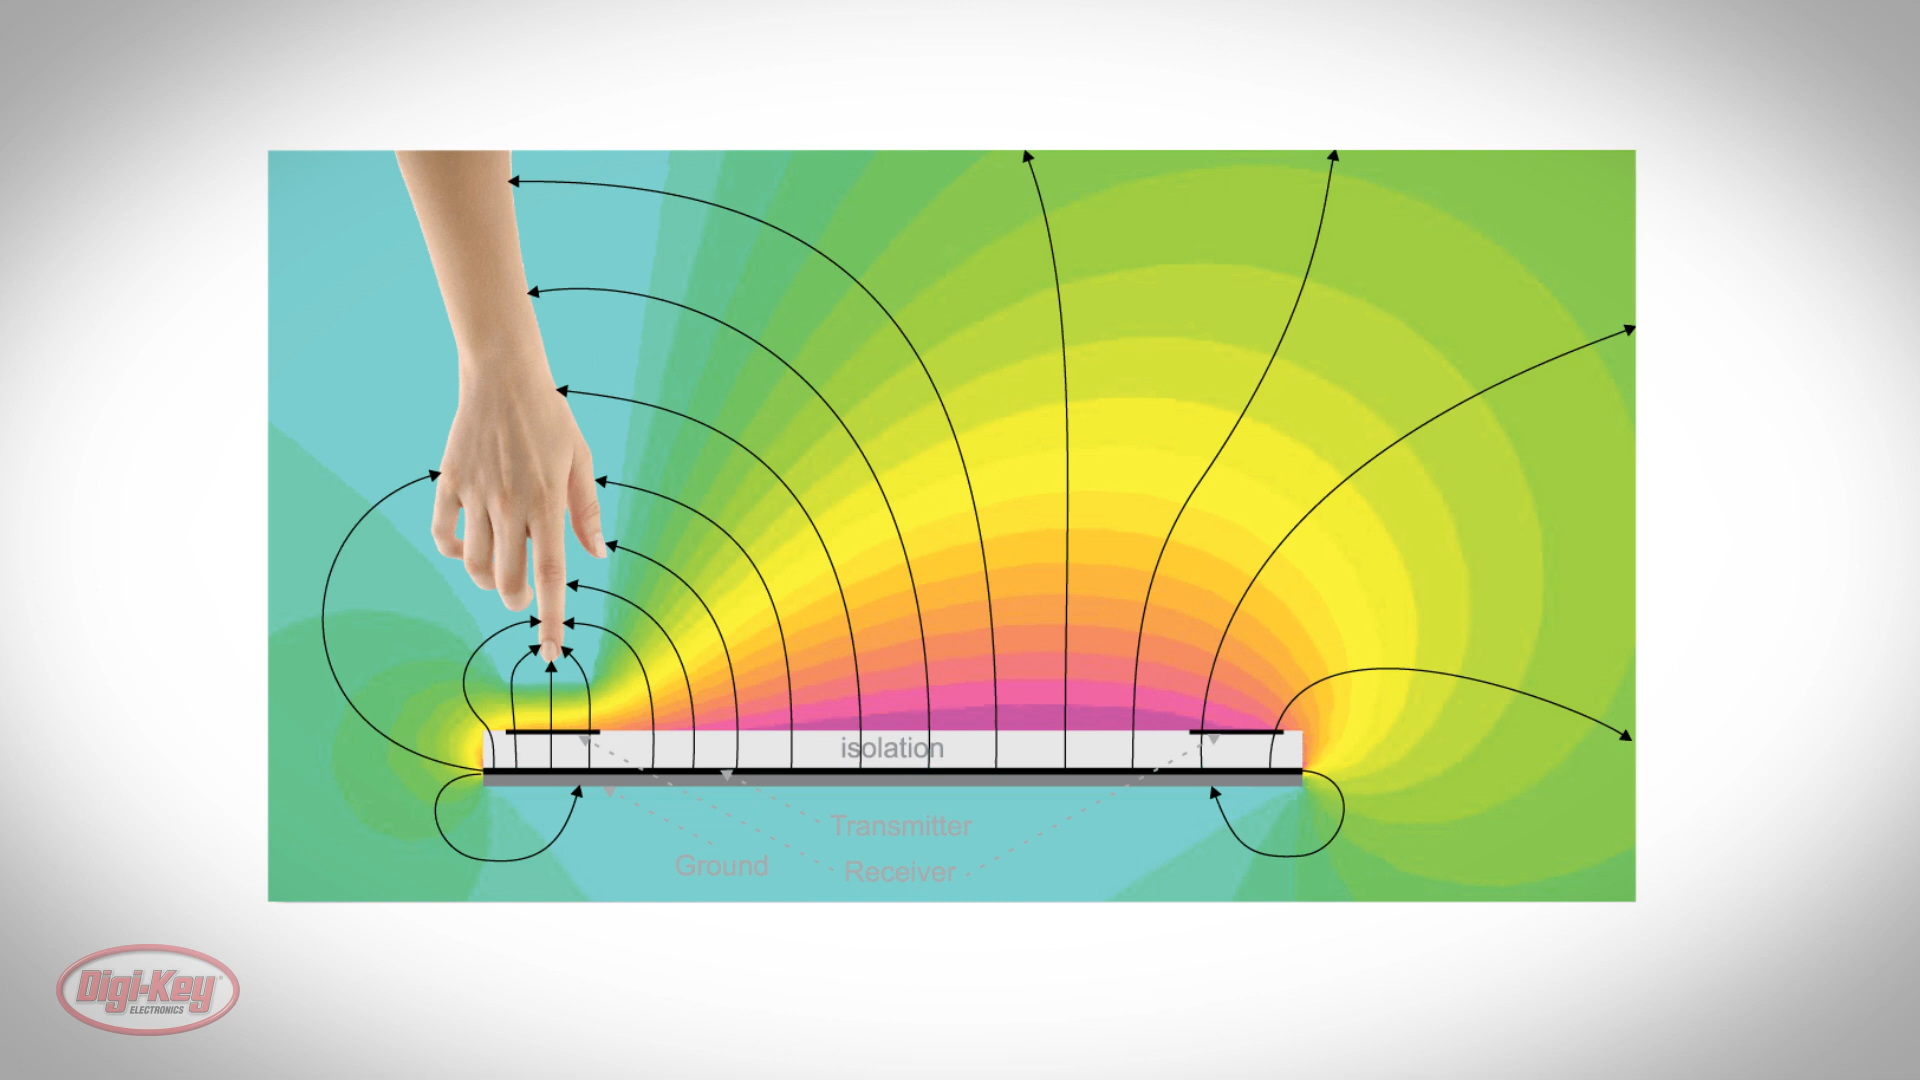 isolation
Transmitter
Ground
Receiver
Digi-Key
ELECTRONICS